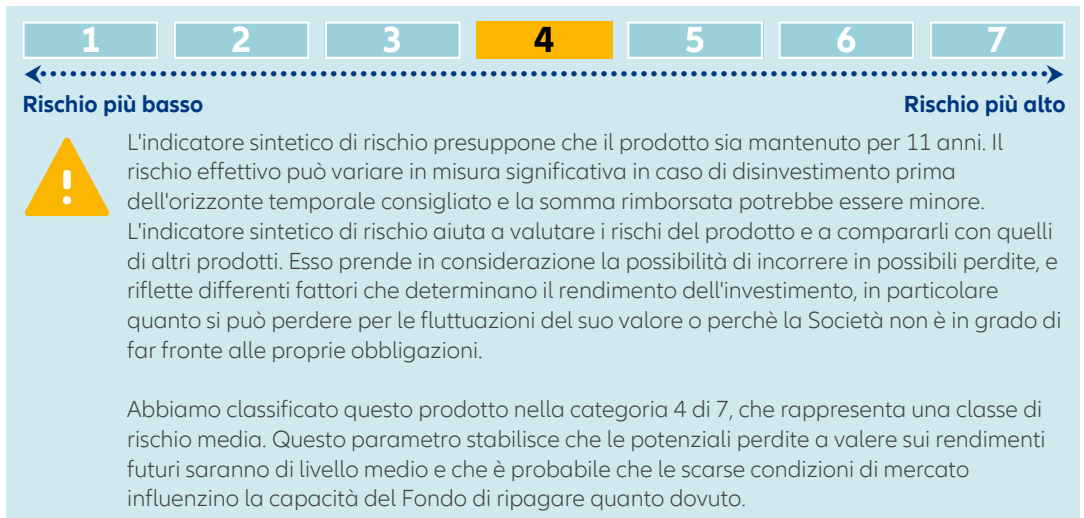 1 2 3 4 5 6 7
Rischio più basso Rischio più alto
L'indicatore sintetico di rischio presuppone che il prodotto sia mantenuto per 11 anni. Il
rischio effettivo può variare in misura significativa in caso di disinvestimento prima
dell'orizzonte temporale consigliato e la somma rimborsata potrebbe essere minore.
L'indicatore sintetico di rischio aiuta a valutare i rischi del prodotto e a compararli con quelli
di altri prodotti. Esso prende in considerazione la possibilità di incorrere in possibili perdite, e
riflette differenti fattori che determinano il rendimento dell'investimento, in particolare
quanto si può perdere per le fluttuazioni del suo valore o perchè la Società non è in grado di
far fronte alle proprie obbligazioni.
Abbiamo classificato questo prodotto nella categoria 4 di 7, che rappresenta una classe di
rischio media. Questo parametro stabilisce che le potenziali perdite a valere sui rendimenti
futuri saranno di livello medio e che è probabile che le scarse condizioni di mercato
influenzino la capacità del Fondo di ripagare quanto dovuto.